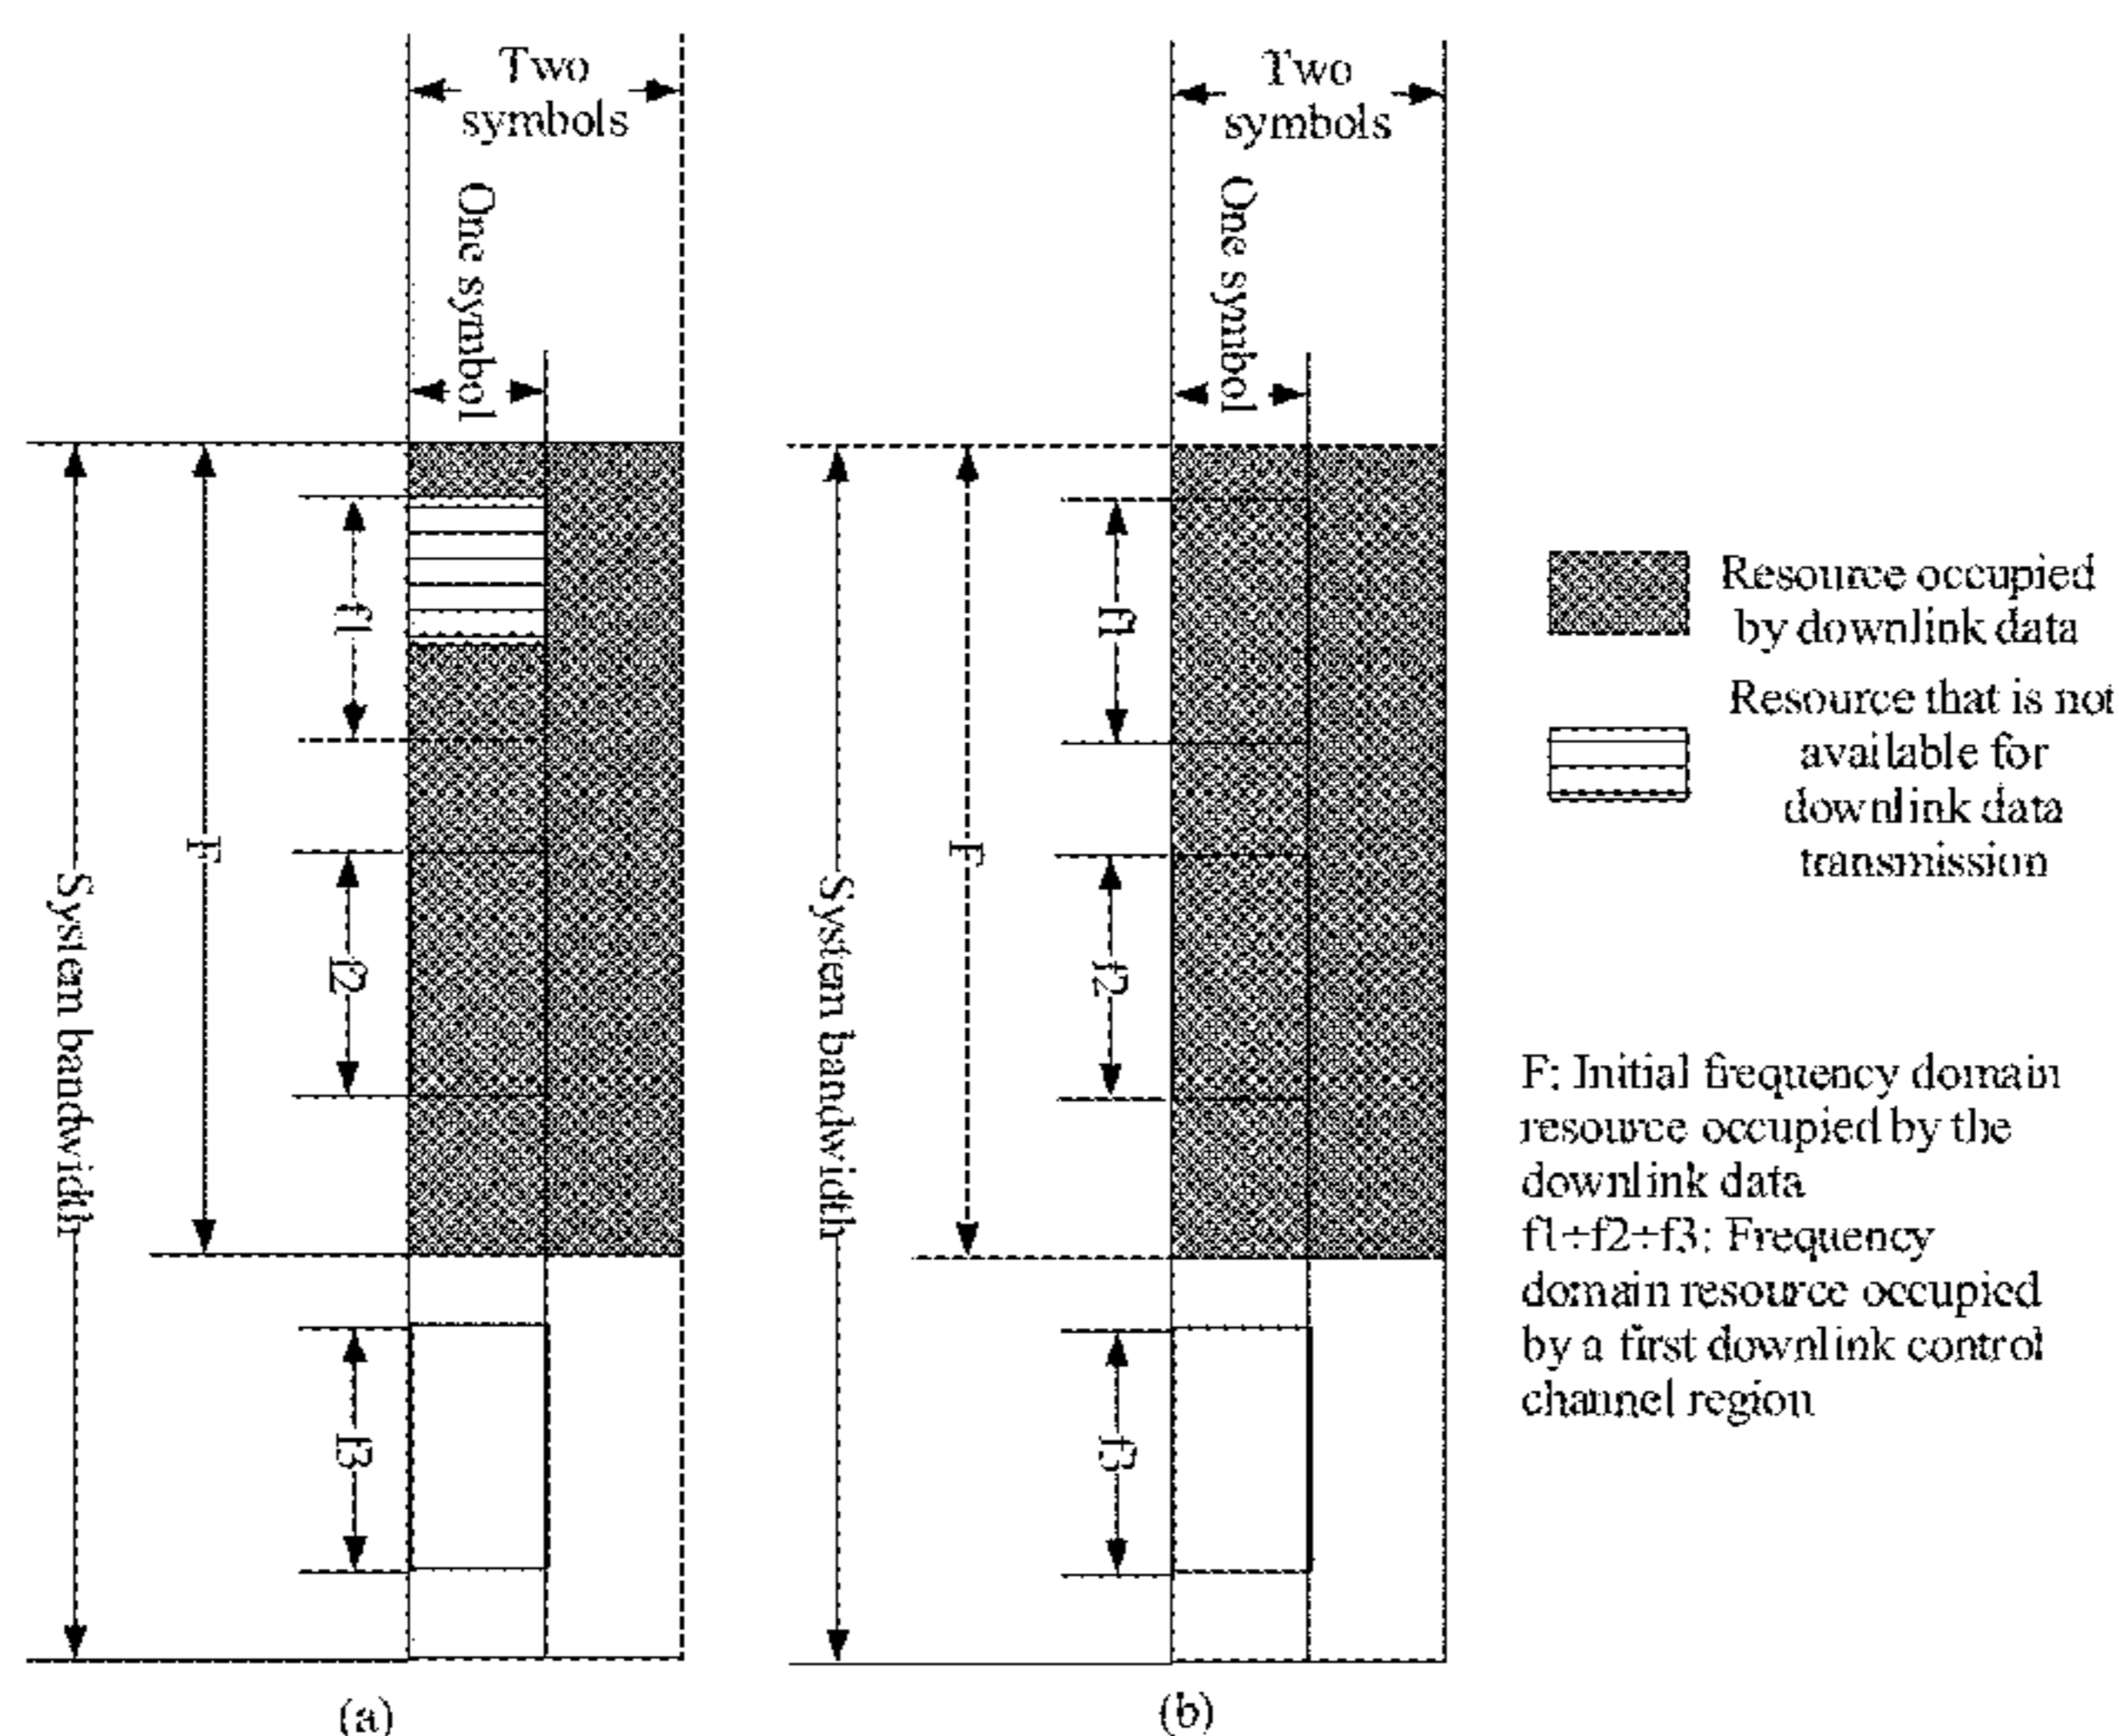 Two
symbols
One symbol
System bandwidth
F
f1
f2
f3
(a)
Two
symbols
One symbol
System bandwidth
F
f1
f2
f3
(b)
Resource occupied
by downlink data
Resource that is not
available for
downlink data
transmission
F: Initial frequency domain
resource occupied by the
downlink data
f1+f2+f3: Frequency
domain resource occupied
by a first downlink control
channel region